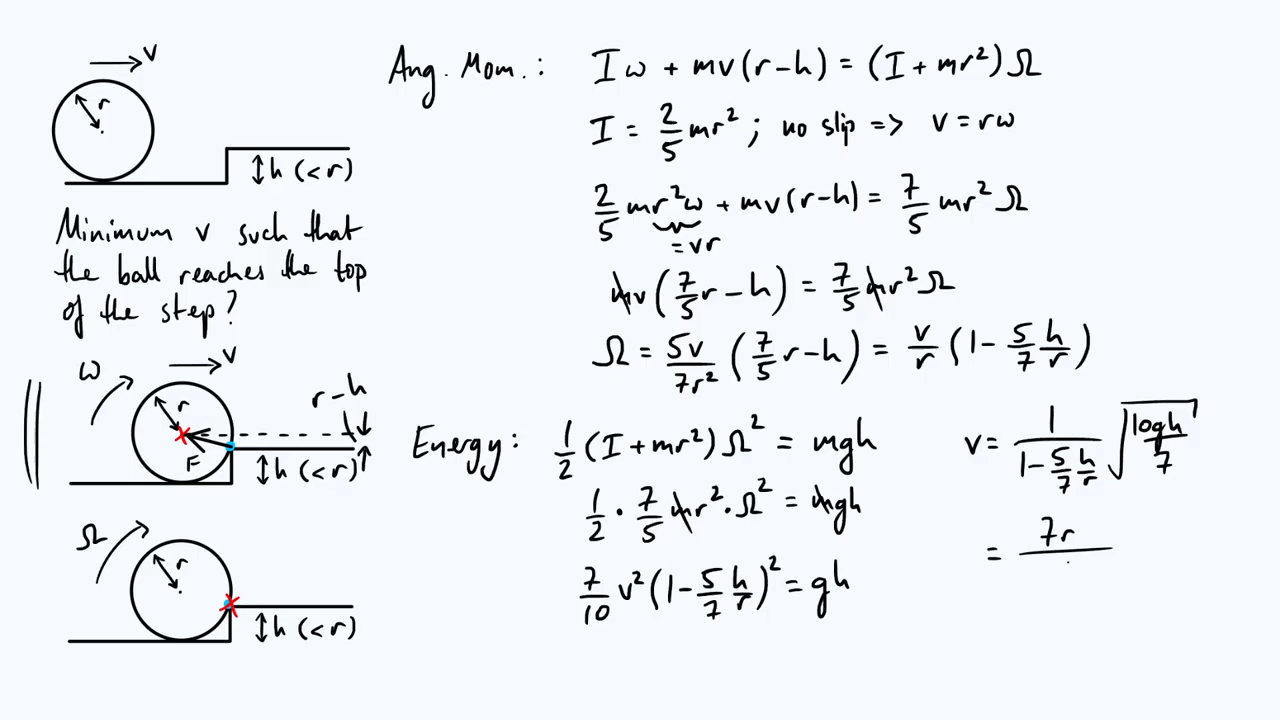 v
r
h (<r)
Minimum v such that
the ball reaches the top
of the step?
ω
v
r
r-h
F
h (<r)
Ω
r
h (<r)
Ang. Mom.: Iω + mv(r-h) = (I+mr²)Ω
I = 2/5 mr² ; no slip => v = rω
2/5 mr²ω + mv(r-h) = 7/5 mr² Ω
= vr
mv(7/5 r - h) = 7/5 mr²Ω
Ω = 5v/7r² (7/5 r - h) = v/r (1 - 5/7 h/r)
Energy: 1/2 (I+mr²)Ω² = mgh
1/2 · 7/5 mr² · Ω² = mgh
7/10 v² (1 - 5/7 h/r)² = gh
v = 1/(1 - 5/7 h/r) √(10gh/7)
= 7r